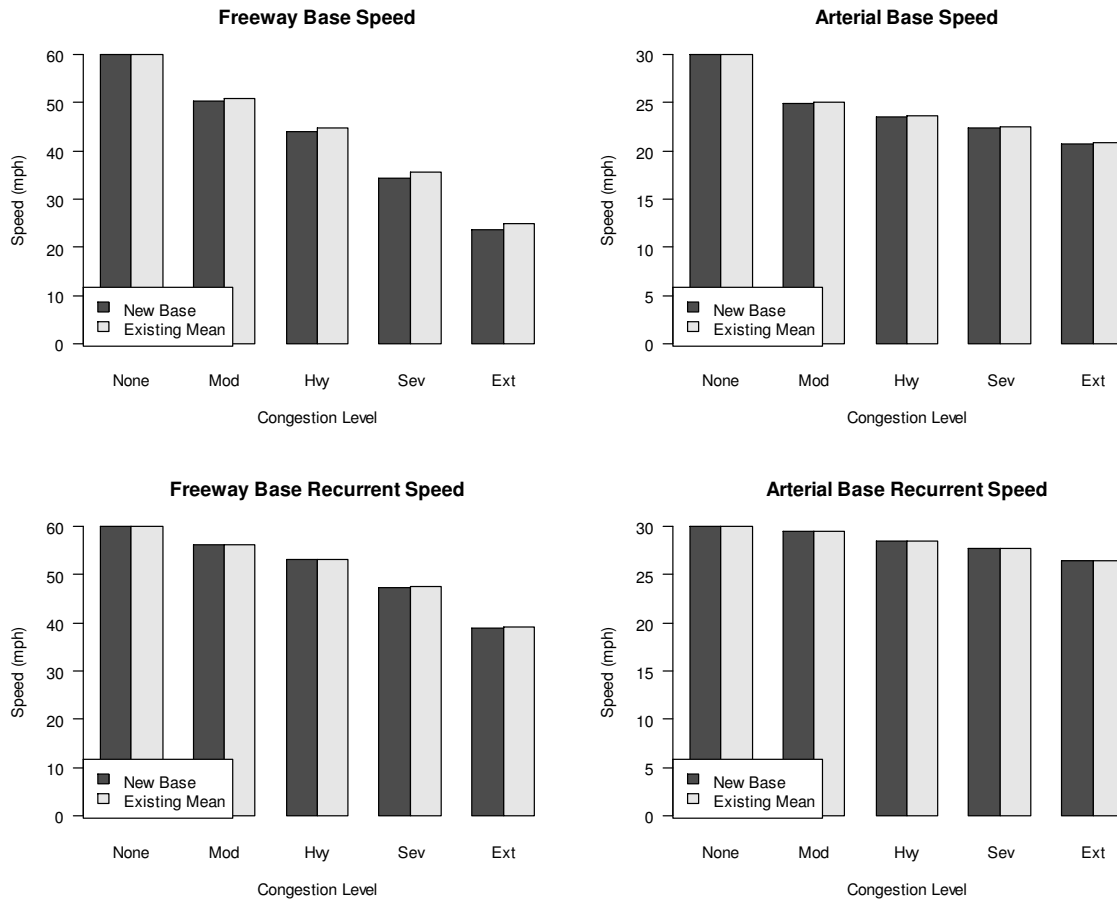 Freeway Base Speed
Speed (mph)
60
50
40
30
20
10
0
New Base
Existing Mean
None Mod Hvy Sev Ext
Congestion Level
Arterial Base Speed
Speed (mph)
30
25
20
15
10
5
0
New Base
Existing Mean
None Mod Hvy Sev Ext
Congestion Level
Freeway Base Recurrent Speed
Speed (mph)
60
50
40
30
20
10
0
New Base
Existing Mean
None Mod Hvy Sev Ext
Congestion Level
Arterial Base Recurrent Speed
Speed (mph)
30
25
20
15
10
5
0
New Base
Existing Mean
None Mod Hvy Sev Ext
Congestion Level